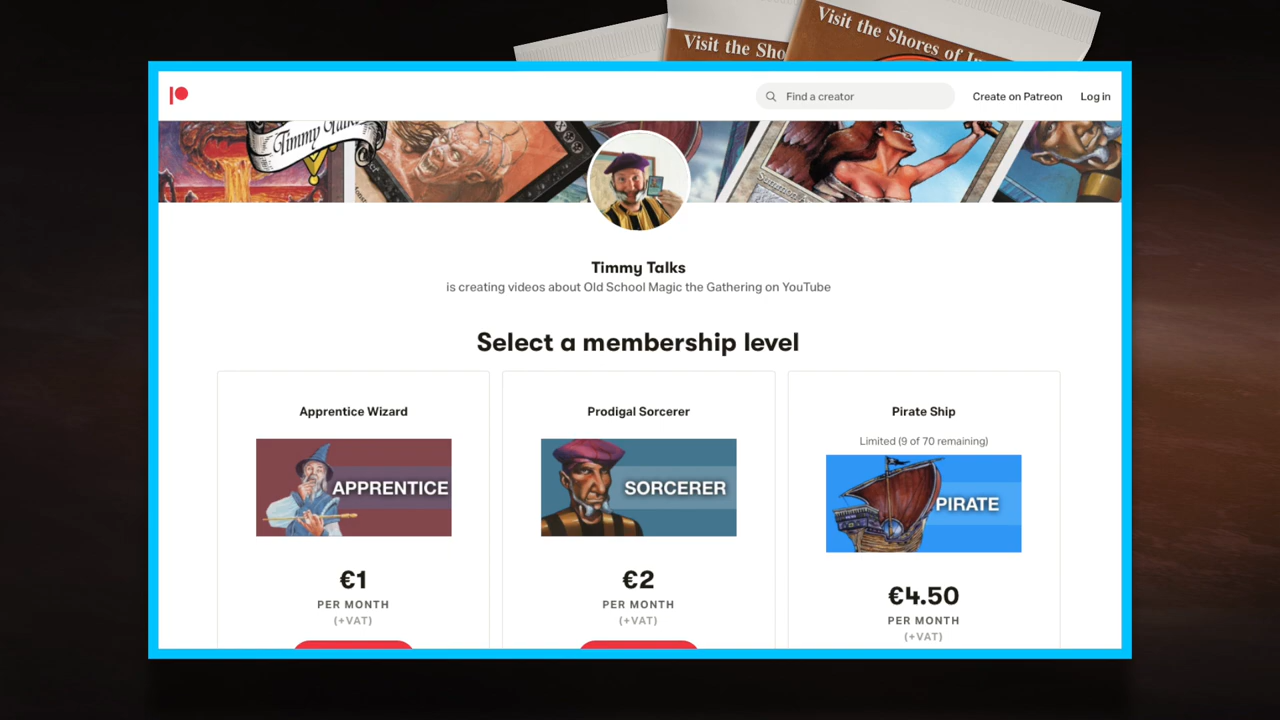 Visit the Sho
Visit the Shores of
Find a creator
Create on Patreon
Log in
Timmy Talks
Summon
Timmy Talks
is creating videos about Old School Magic the Gathering on YouTube
Select a membership level
Apprentice Wizard
APPRENTICE
€1
PER MONTH
(+VAT)
Prodigal Sorcerer
SORCERER
€2
PER MONTH
(+VAT)
Pirate Ship
Limited (9 of 70 remaining)
PIRATE
€4.50
PER MONTH
(+VAT)